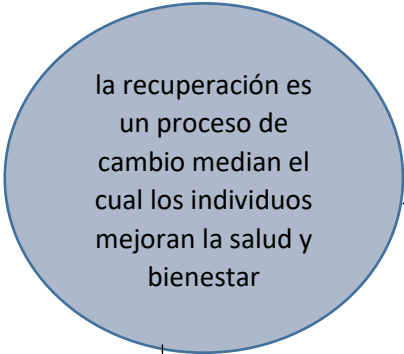 la recuperación es
un proceso de
cambio median el
cual los individuos
mejoran la salud y
bienestar